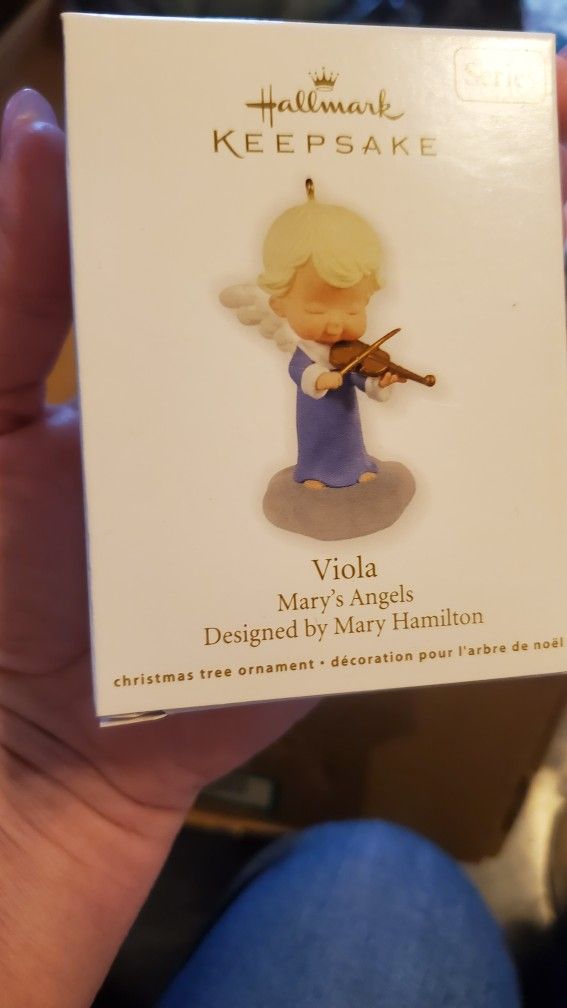 Series
Hallmark
KEEPSAKE
Viola
Mary's Angels
Designed by Mary Hamilton
christmas tree ornament • décoration pour l'arbre de noël